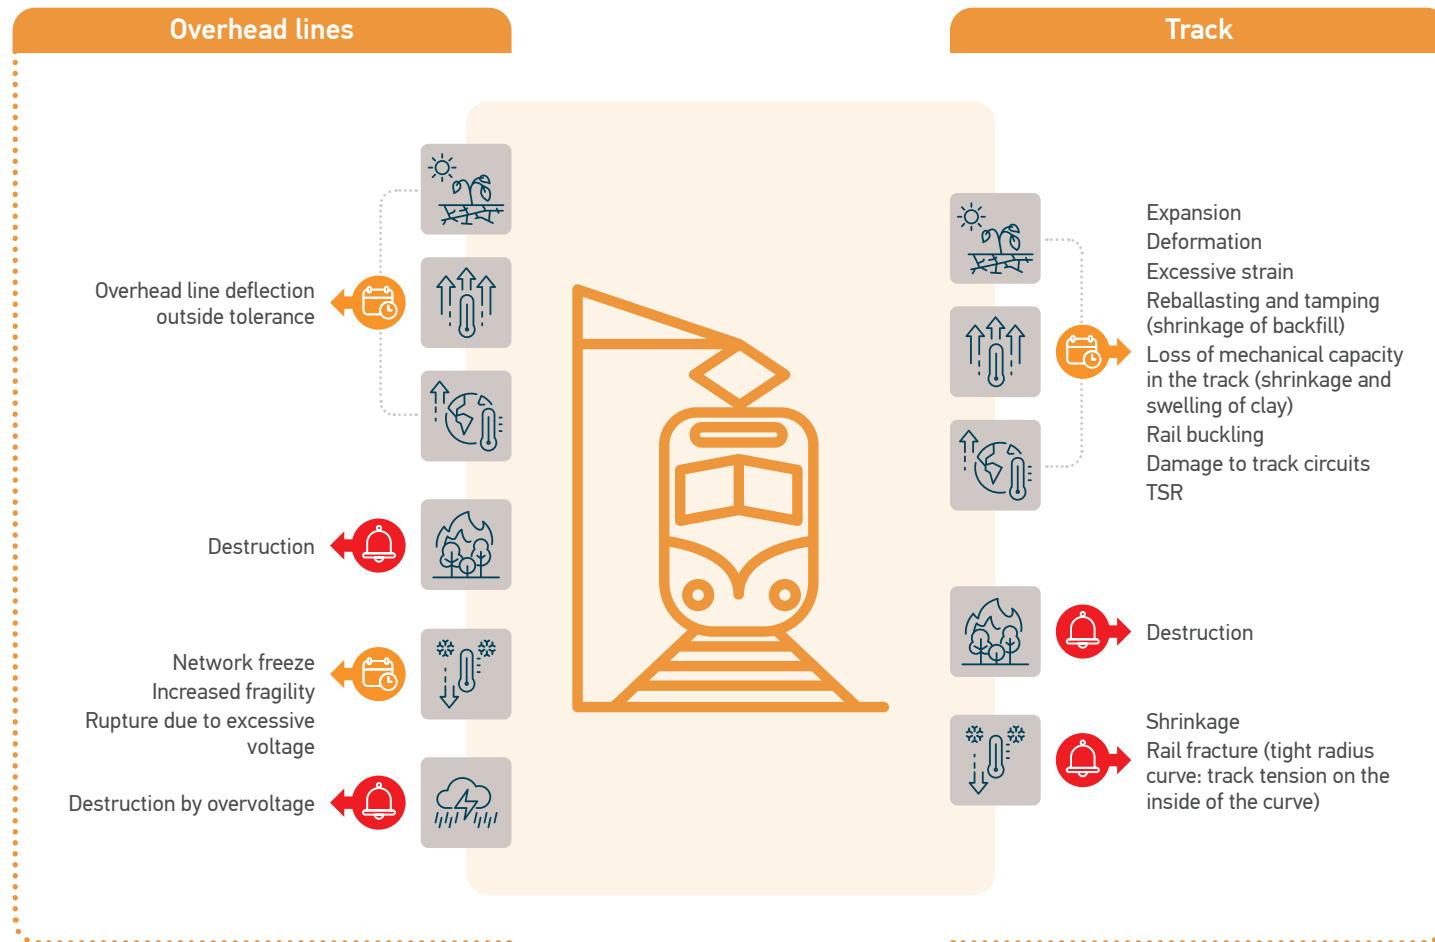 Overhead lines
Overhead line deflection
outside tolerance
Destruction
Network freeze
Increased fragility
Rupture due to excessive
voltage
Destruction by overvoltage
Track
Expansion
Deformation
Excessive strain
Reballasting and tamping
(shrinkage of backfill)
Loss of mechanical capacity
in the track (shrinkage and
swelling of clay)
Rail buckling
Damage to track circuits
TSR
Destruction
Shrinkage
Rail fracture (tight radius
curve: track tension on the
inside of the curve)